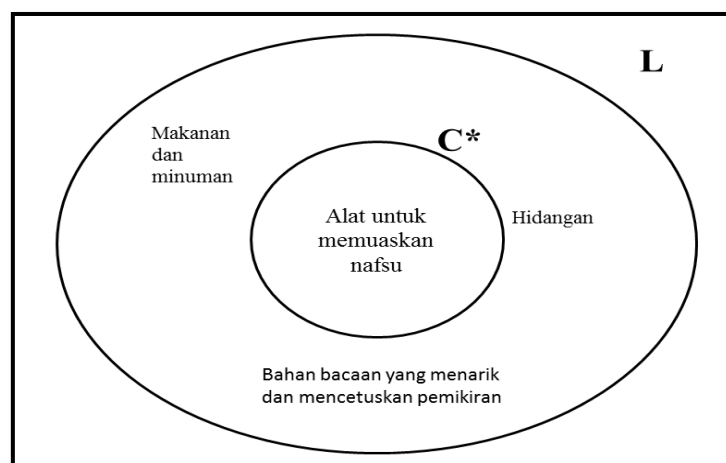 L
C*
Makanan
dan
minuman
Alat untuk
memuaskan
nafsu
Hidangan
Bahan bacaan yang menarik
dan mencetuskan pemikiran